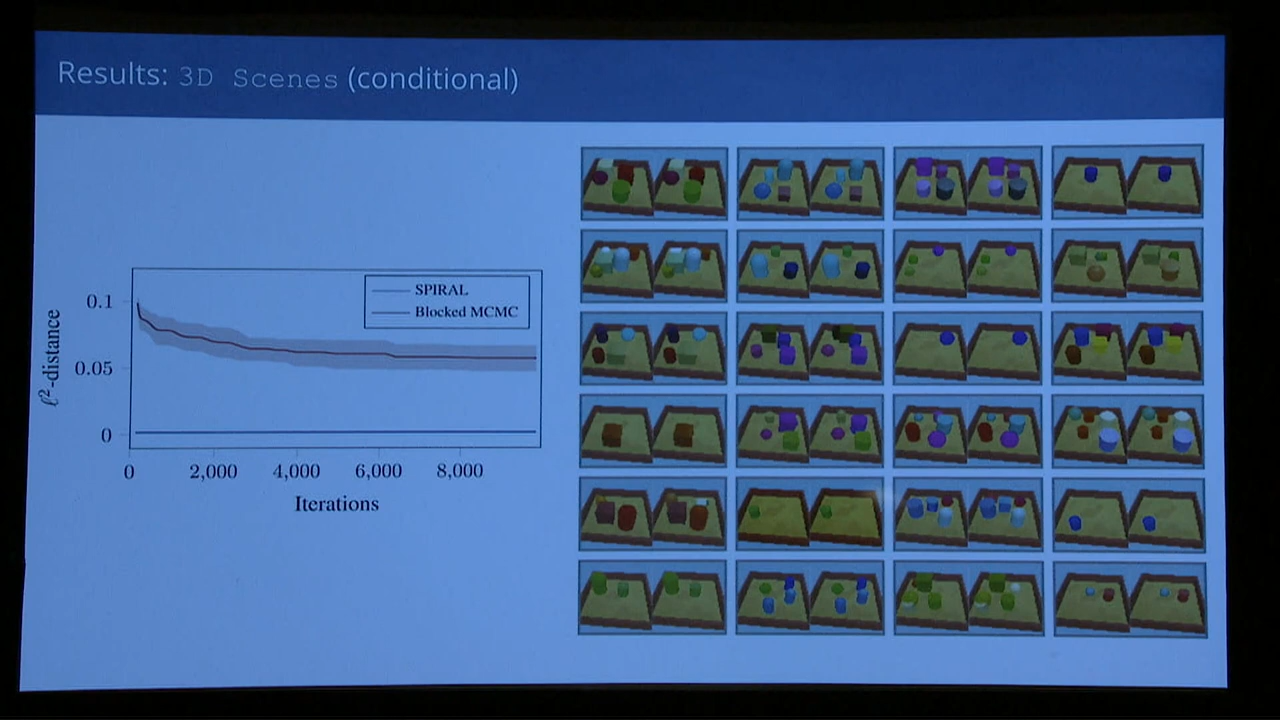 Results: 3D Scenes (conditional)
SPIRAL
Blocked MCMC
0.1
0.05
0
ℓ²-distance
0 2,000 4,000 6,000 8,000
Iterations